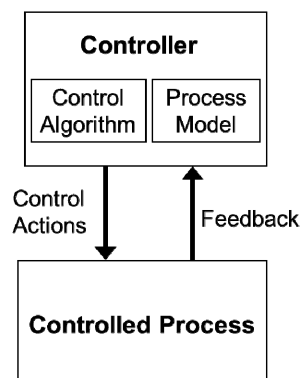 Controller
Control
Algorithm
Process
Model
Control
Actions
Feedback
Controlled Process